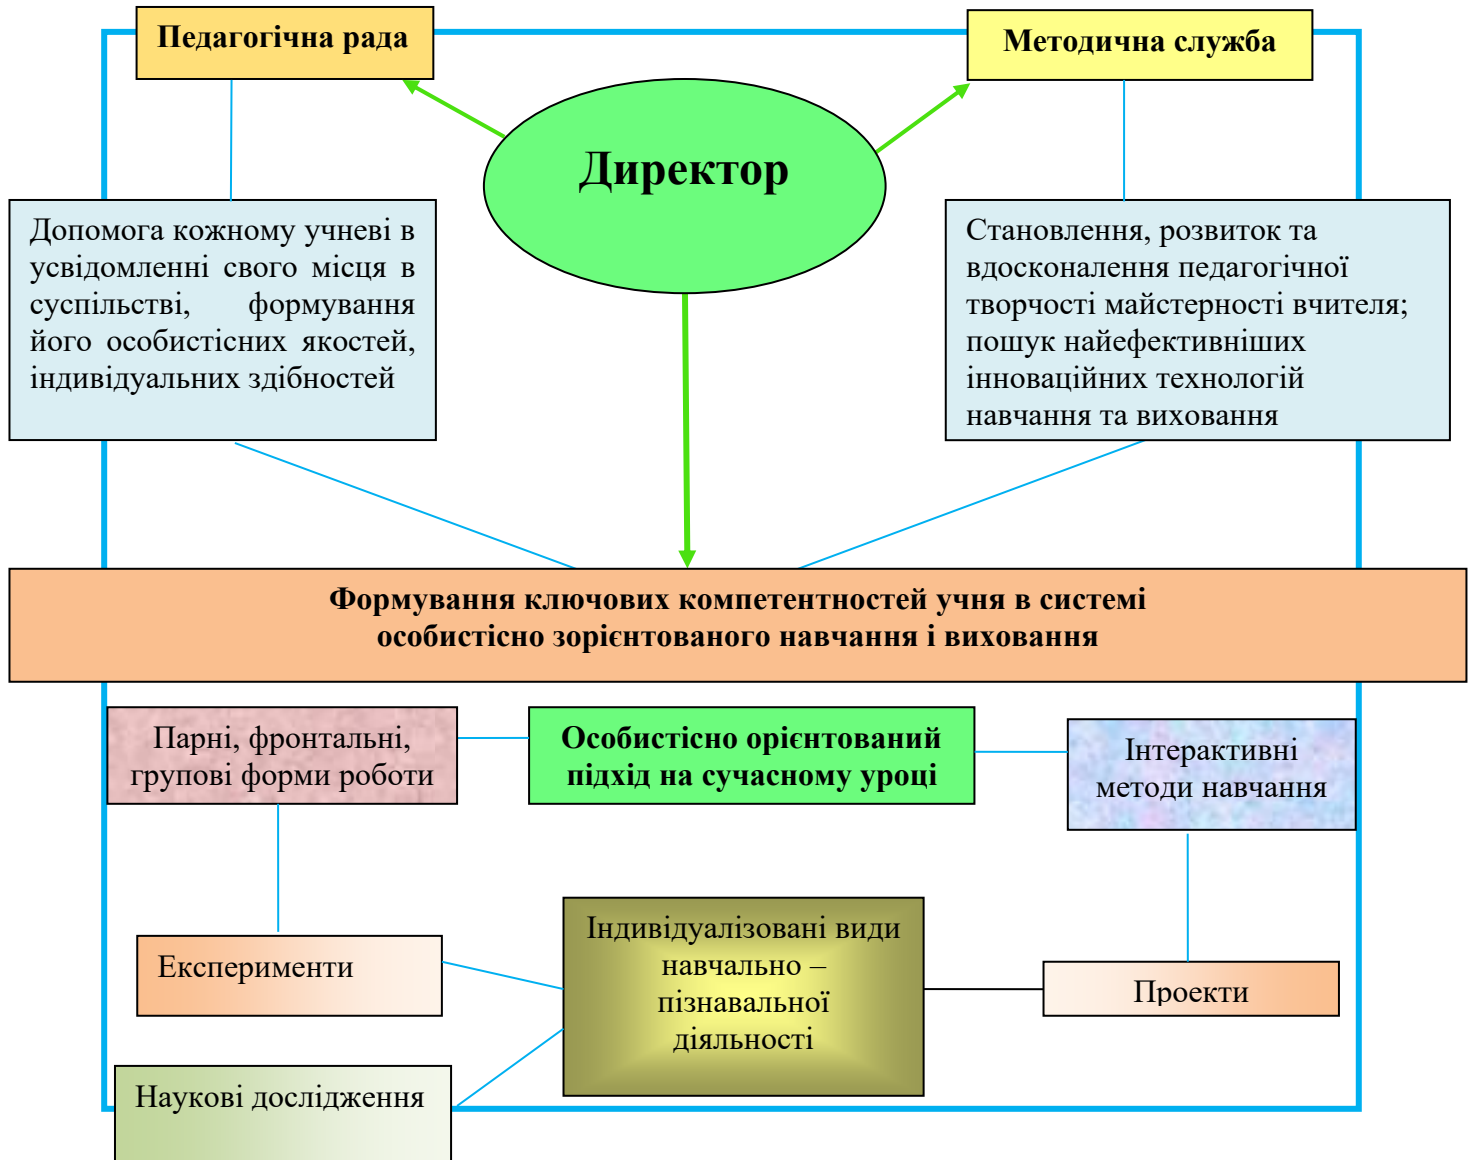 Педагогічна рада
Методична служба
Директор
Допомога кожному учневі в
усвідомленні свого місця в
суспільстві, формування
його особистісних якостей,
індивідуальних здібностей
Становлення, розвиток та
вдосконалення педагогічної
творчості майстерності вчителя;
пошук найефективніших
інноваційних технологій
навчання та виховання
Формування ключових компетентностей учня в системі
особистісно зорієнтованого навчання і виховання
Парні, фронтальні,
групові форми роботи
Особистісно орієнтований
підхід на сучасному уроці
Інтерактивні
методи навчання
Експерименти
Індивідуалізовані види
навчально –
пізнавальної
діяльності
Проекти
Наукові дослідження